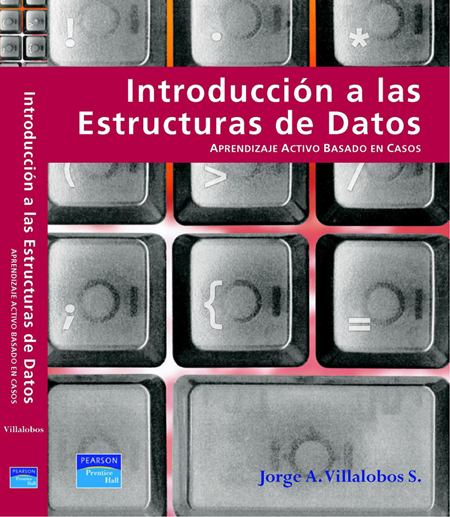 Introducción a las Estructuras de Datos
APRENDIZAJE ACTIVO BASADO EN CASOS
Villalobos
PEARSON
Prentice
Hall
! . *
Introducción a las
Estructuras de Datos
APRENDIZAJE ACTIVO BASADO EN CASOS
( > /
; { =
PEARSON
Prentice
Hall
Jorge A. Villalobos S.